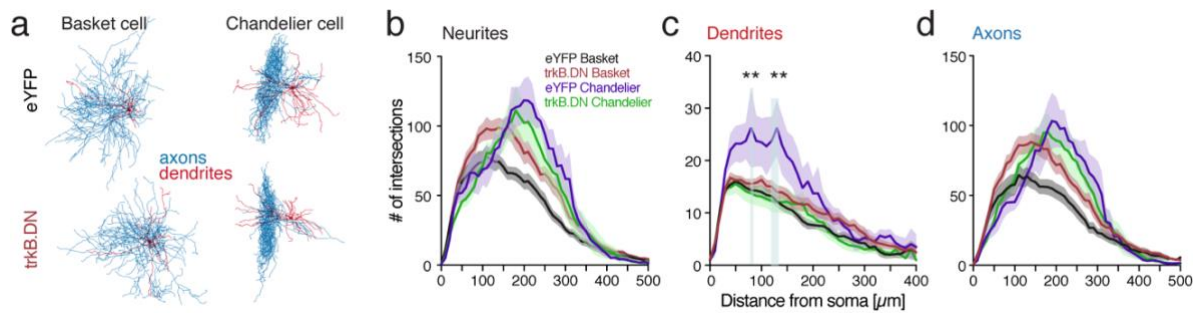 a
Basket cell
Chandelier cell
eYFP
axons
dendrites
trkB.DN
b
Neurites
eYFP Basket
trkB.DN Basket
eYFP Chandelier
trkB.DN Chandelier
# of intersections
150
100
50
0
0 100 200 300 400 500
c
Dendrites
** **
40
30
20
10
0
0 100 200 300 400
Distance from soma [µm]
d
Axons
150
100
50
0
0 100 200 300 400 500